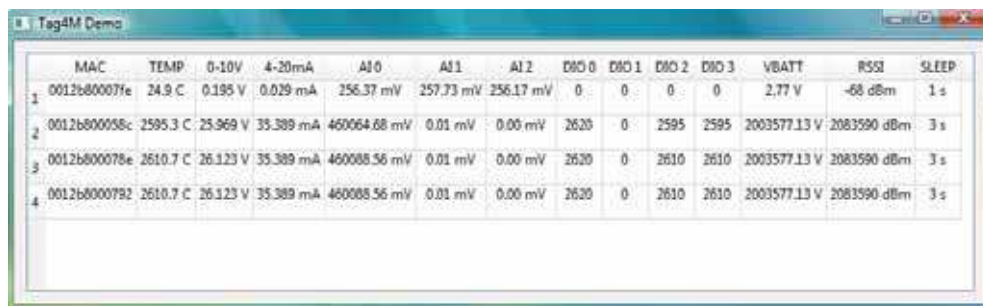 Tag4M Demo
MAC TEMP 0-10V 4-20mA AI 0 AI 1 AI 2 DIO 0 DIO 1 DIO 2 DIO 3 VBATT RSSI SLEEP
1 0012b80007fe 24.9 C 0.195 V 0.029 mA 256.37 mV 257.73 mV 256.17 mV 0 0 0 0 2.77 V -68 dBm 1 s
2 0012b800058c 2595.3 C 25.969 V 35.389 mA 460064.68 mV 0.01 mV 0.00 mV 2620 0 2595 2595 2003577.13 V 2083590 dBm 3 s
3 0012b800078e 2610.7 C 26.123 V 35.389 mA 460088.56 mV 0.01 mV 0.00 mV 2620 0 2610 2610 2003577.13 V 2083590 dBm 3 s
4 0012b8000792 2610.7 C 26.123 V 35.389 mA 460088.56 mV 0.01 mV 0.00 mV 2620 0 2610 2610 2003577.13 V 2083590 dBm 3 s